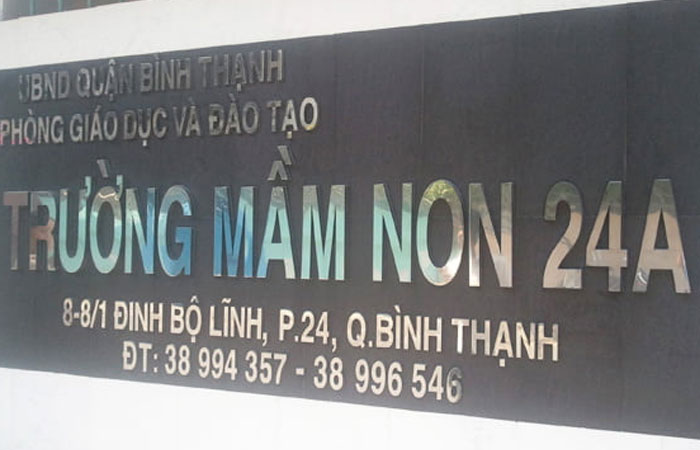 UBND QUẬN BÌNH THẠNH
PHÒNG GIÁO DỤC VÀ ĐÀO TẠO
TRƯỜNG MẦM NON 24A
8-8/1 ĐINH BỘ LĨNH, P.24, Q.BÌNH THẠNH
ĐT: 38 994 357 - 38 996 546